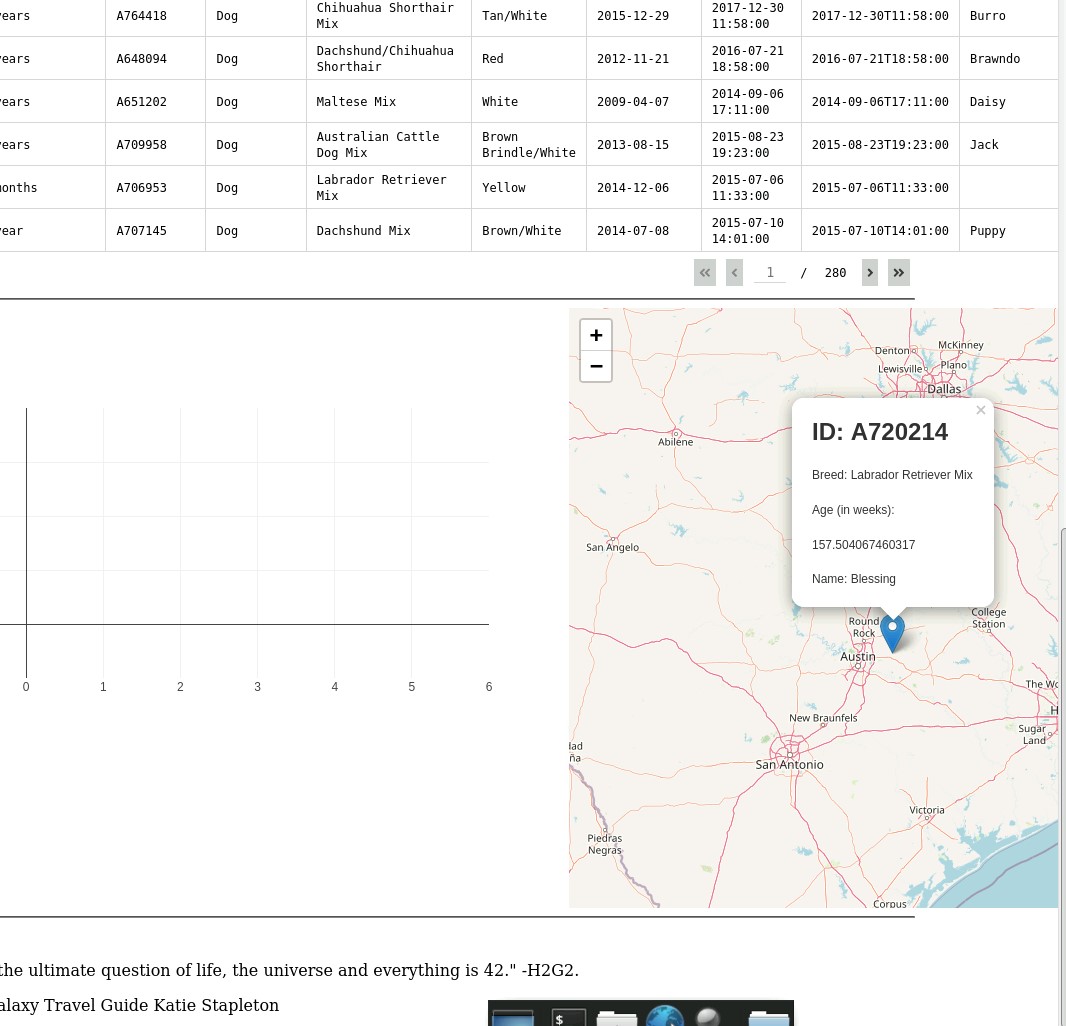 years A764418 Dog Chihuahua Shorthair Mix Tan/White 2015-12-29 2017-12-30 11:58:00 2017-12-30T11:58:00 Burro
years A648094 Dog Dachshund/Chihuahua Shorthair Red 2012-11-21 2016-07-21 18:58:00 2016-07-21T18:58:00 Brawndo
years A651202 Dog Maltese Mix White 2009-04-07 2014-09-06 17:11:00 2014-09-06T17:11:00 Daisy
years A709958 Dog Australian Cattle Dog Mix Brown Brindle/White 2013-08-15 2015-08-23 19:23:00 2015-08-23T19:23:00 Jack
months A706953 Dog Labrador Retriever Mix Yellow 2014-12-06 2015-07-06 11:33:00 2015-07-06T11:33:00
year A707145 Dog Dachshund Mix Brown/White 2014-07-08 2015-07-10 14:01:00 2015-07-10T14:01:00 Puppy
« ‹ 1 / 280 › »
0 1 2 3 4 5 6
+
−
Denton
McKinney
Lewisville
Plano
Dallas
Abilene
San Angelo
×
ID: A720214
Breed: Labrador Retriever Mix
Age (in weeks):
157.504067460317
Name: Blessing
College
Station
Round
Rock
Austin
The Wo
New Braunfels
H
Sugar
Land
dad
ña
San Antonio
Victoria
Piedras
Negras
Corpus
the ultimate question of life, the universe and everything is 42." -H2G2.
alaxy Travel Guide Katie Stapleton
$